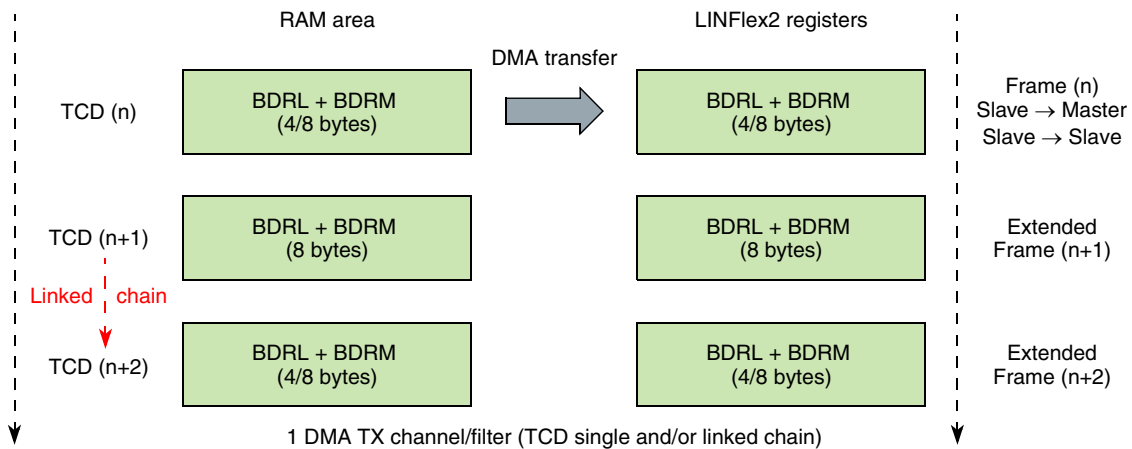 RAM area
LINFlex2 registers
DMA transfer
TCD (n)
BDRL + BDRM
(4/8 bytes)
BDRL + BDRM
(4/8 bytes)
Frame (n)
Slave → Master
Slave → Slave
TCD (n+1)
BDRL + BDRM
(8 bytes)
BDRL + BDRM
(8 bytes)
Extended
Frame (n+1)
Linked chain
TCD (n+2)
BDRL + BDRM
(4/8 bytes)
BDRL + BDRM
(4/8 bytes)
Extended
Frame (n+2)
1 DMA TX channel/filter (TCD single and/or linked chain)